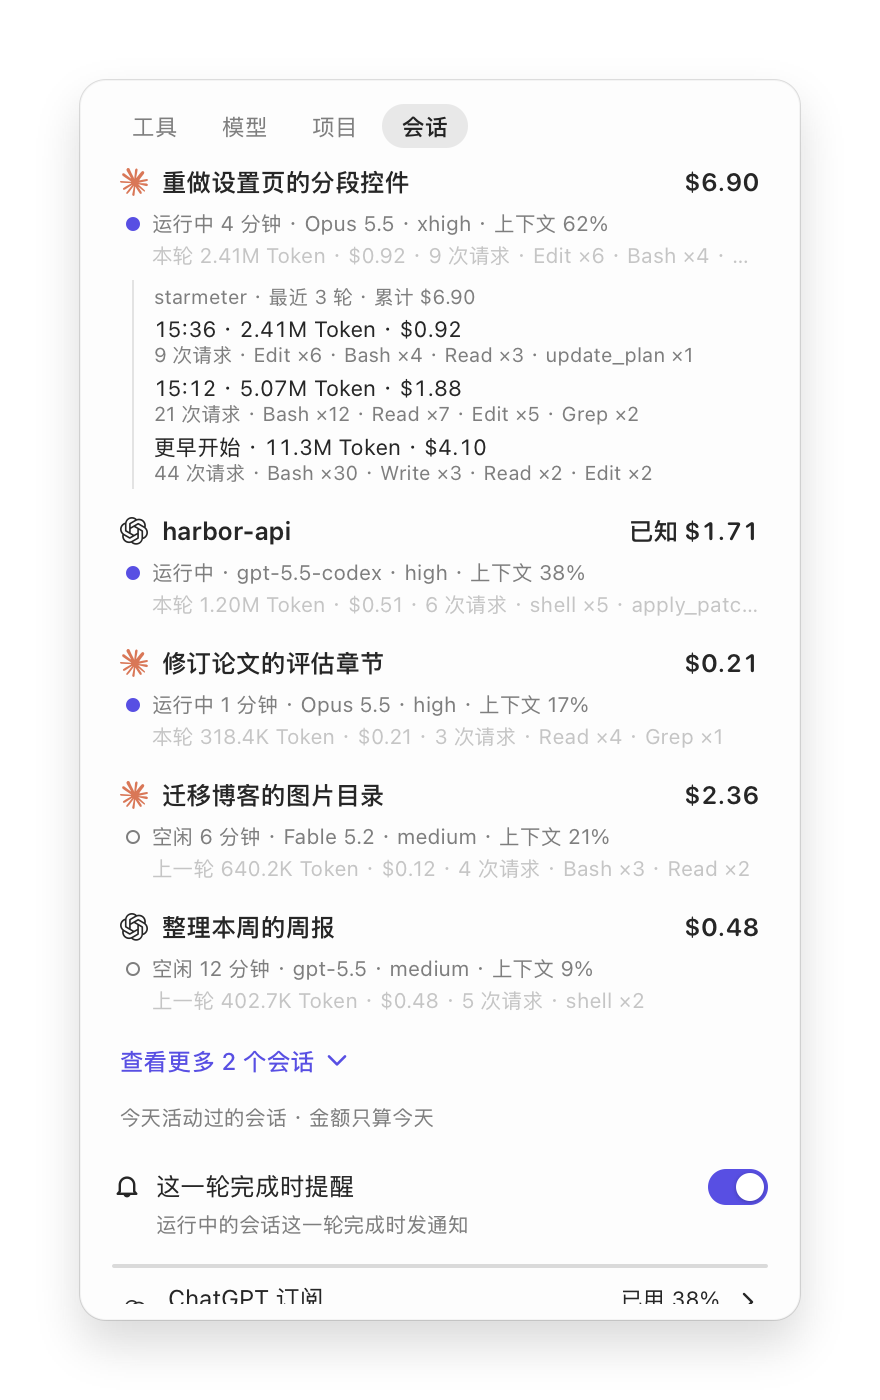 工具 模型 项目 会话
重做设置页的分段控件 $6.90
运行中 4 分钟 · Opus 5.5 · xhigh · 上下文 62%
本轮 2.41M Token · $0.92 · 9 次请求 · Edit ×6 · Bash ×4 · ...
starmeter · 最近 3 轮 · 累计 $6.90
15:36 · 2.41M Token · $0.92
9 次请求 · Edit ×6 · Bash ×4 · Read ×3 · update_plan ×1
15:12 · 5.07M Token · $1.88
21 次请求 · Bash ×12 · Read ×7 · Edit ×5 · Grep ×2
更早开始 · 11.3M Token · $4.10
44 次请求 · Bash ×30 · Write ×3 · Read ×2 · Edit ×2
harbor-api 已知 $1.71
运行中 · gpt-5.5-codex · high · 上下文 38%
本轮 1.20M Token · $0.51 · 6 次请求 · shell ×5 · apply_patc...
修订论文的评估章节 $0.21
运行中 1 分钟 · Opus 5.5 · high · 上下文 17%
本轮 318.4K Token · $0.21 · 3 次请求 · Read ×4 · Grep ×1
迁移博客的图片目录 $2.36
空闲 6 分钟 · Fable 5.2 · medium · 上下文 21%
上一轮 640.2K Token · $0.12 · 4 次请求 · Bash ×3 · Read ×2
整理本周的周报 $0.48
空闲 12 分钟 · gpt-5.5 · medium · 上下文 9%
上一轮 402.7K Token · $0.48 · 5 次请求 · shell ×2
查看更多 2 个会话
今天活动过的会话 · 金额只算今天
这一轮完成时提醒
运行中的会话这一轮完成时发通知
ChatGPT 订阅 已用 38%